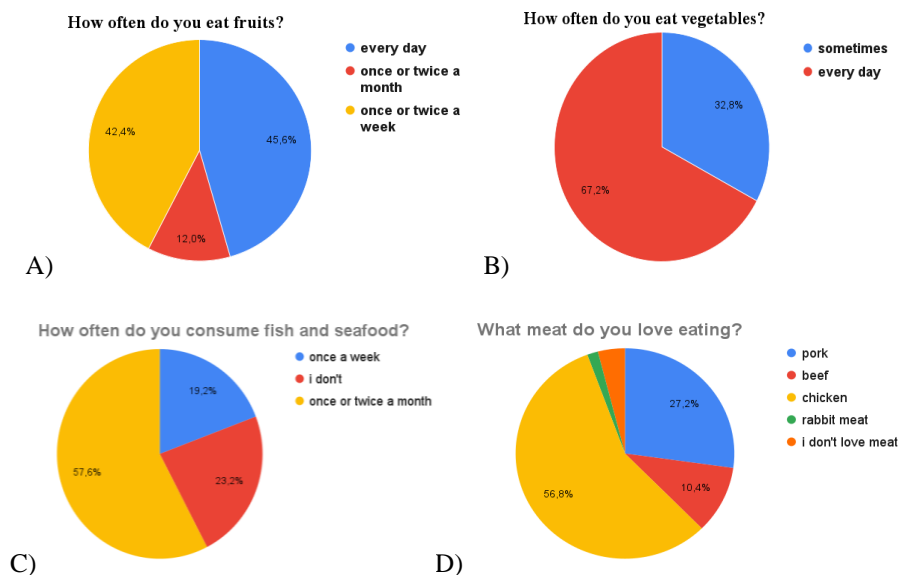 How often do you eat fruits?
every day
once or twice a
month
once or twice a
week
42,4%
45,6%
12,0%
A)
How often do you eat vegetables?
sometimes
every day
32,8%
67,2%
B)
How often do you consume fish and seafood?
once a week
i don't
once or twice a month
19,2%
57,6%
23,2%
C)
What meat do you love eating?
pork
beef
chicken
rabbit meat
i don't love meat
27,2%
10,4%
56,8%
D)